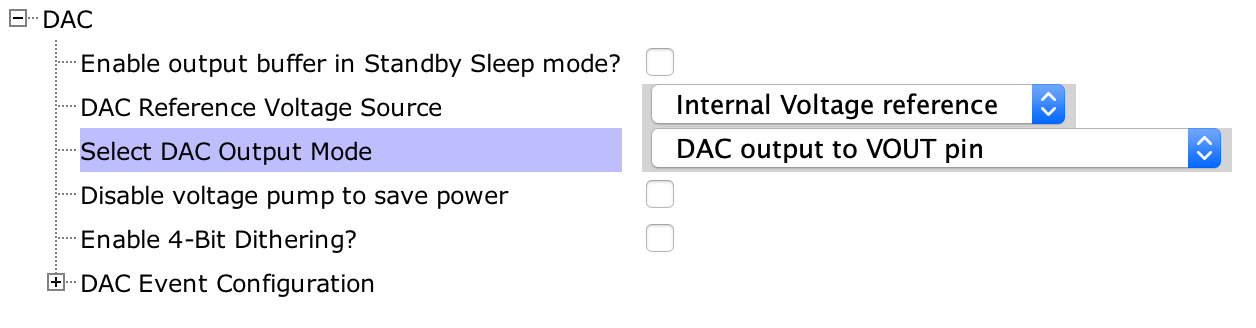 DAC
Enable output buffer in Standby Sleep mode?
DAC Reference Voltage Source Internal Voltage reference
Select DAC Output Mode DAC output to VOUT pin
Disable voltage pump to save power
Enable 4-Bit Dithering?
DAC Event Configuration